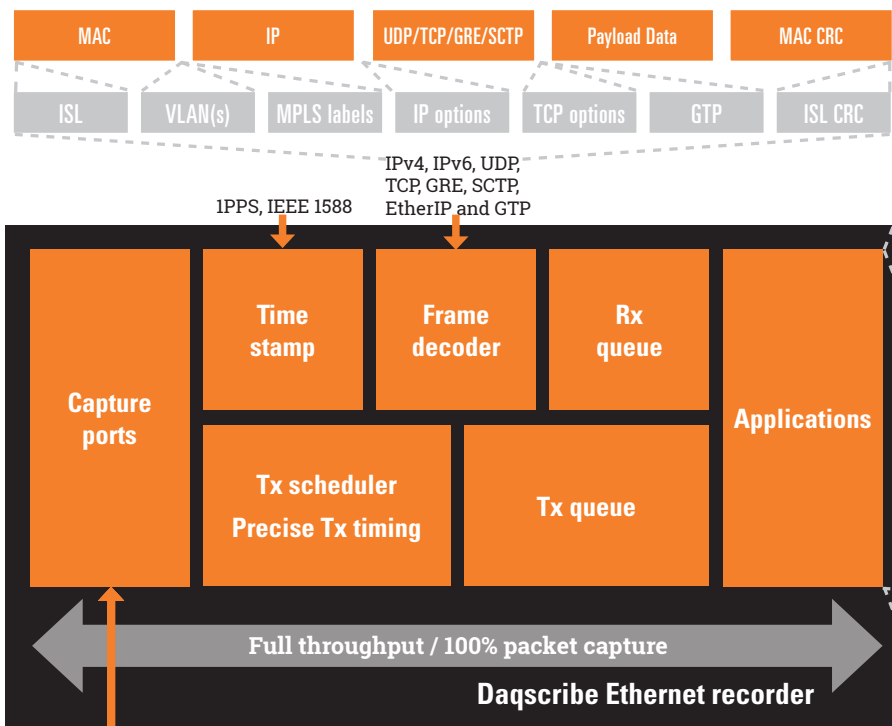 MAC
IP
UDP/TCP/GRE/SCTP
Payload Data
MAC CRC
ISL
VLAN(s)
MPLS labels
IP options
TCP options
GTP
ISL CRC
1PPS, IEEE 1588
IPv4, IPv6, UDP,
TCP, GRE, SCTP,
EtherIP and GTP
Capture
ports
Time
stamp
Frame
decoder
Rx
queue
Applications
Tx scheduler
Precise Tx timing
Tx queue
Full throughput / 100% packet capture
Daqscribe Ethernet recorder